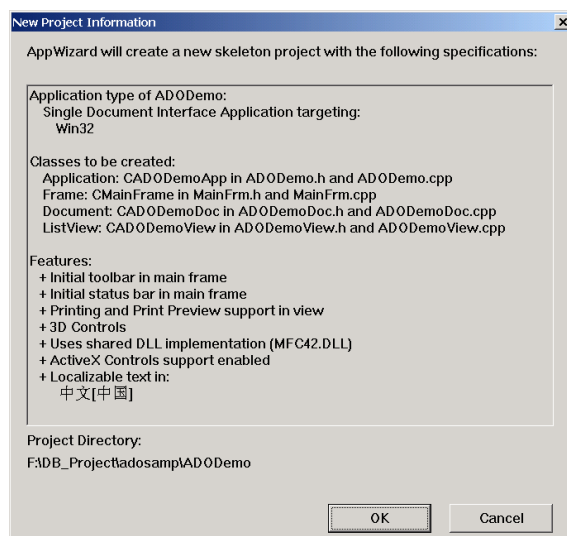 New Project Information
AppWizard will create a new skeleton project with the following specifications:
Application type of ADODemo:
Single Document Interface Application targeting:
Win32
Classes to be created:
Application: CADODemoApp in ADODemo.h and ADODemo.cpp
Frame: CMainFrame in MainFrm.h and MainFrm.cpp
Document: CADODemoDoc in ADODemoDoc.h and ADODemoDoc.cpp
ListView: CADODemoView in ADODemoView.h and ADODemoView.cpp
Features:
+ Initial toolbar in main frame
+ Initial status bar in main frame
+ Printing and Print Preview support in view
+ 3D Controls
+ Uses shared DLL implementation (MFC42.DLL)
+ ActiveX Controls support enabled
+ Localizable text in:
中文[中国]
Project Directory:
F:\DB_Project\adosamp\ADODemo
OK Cancel